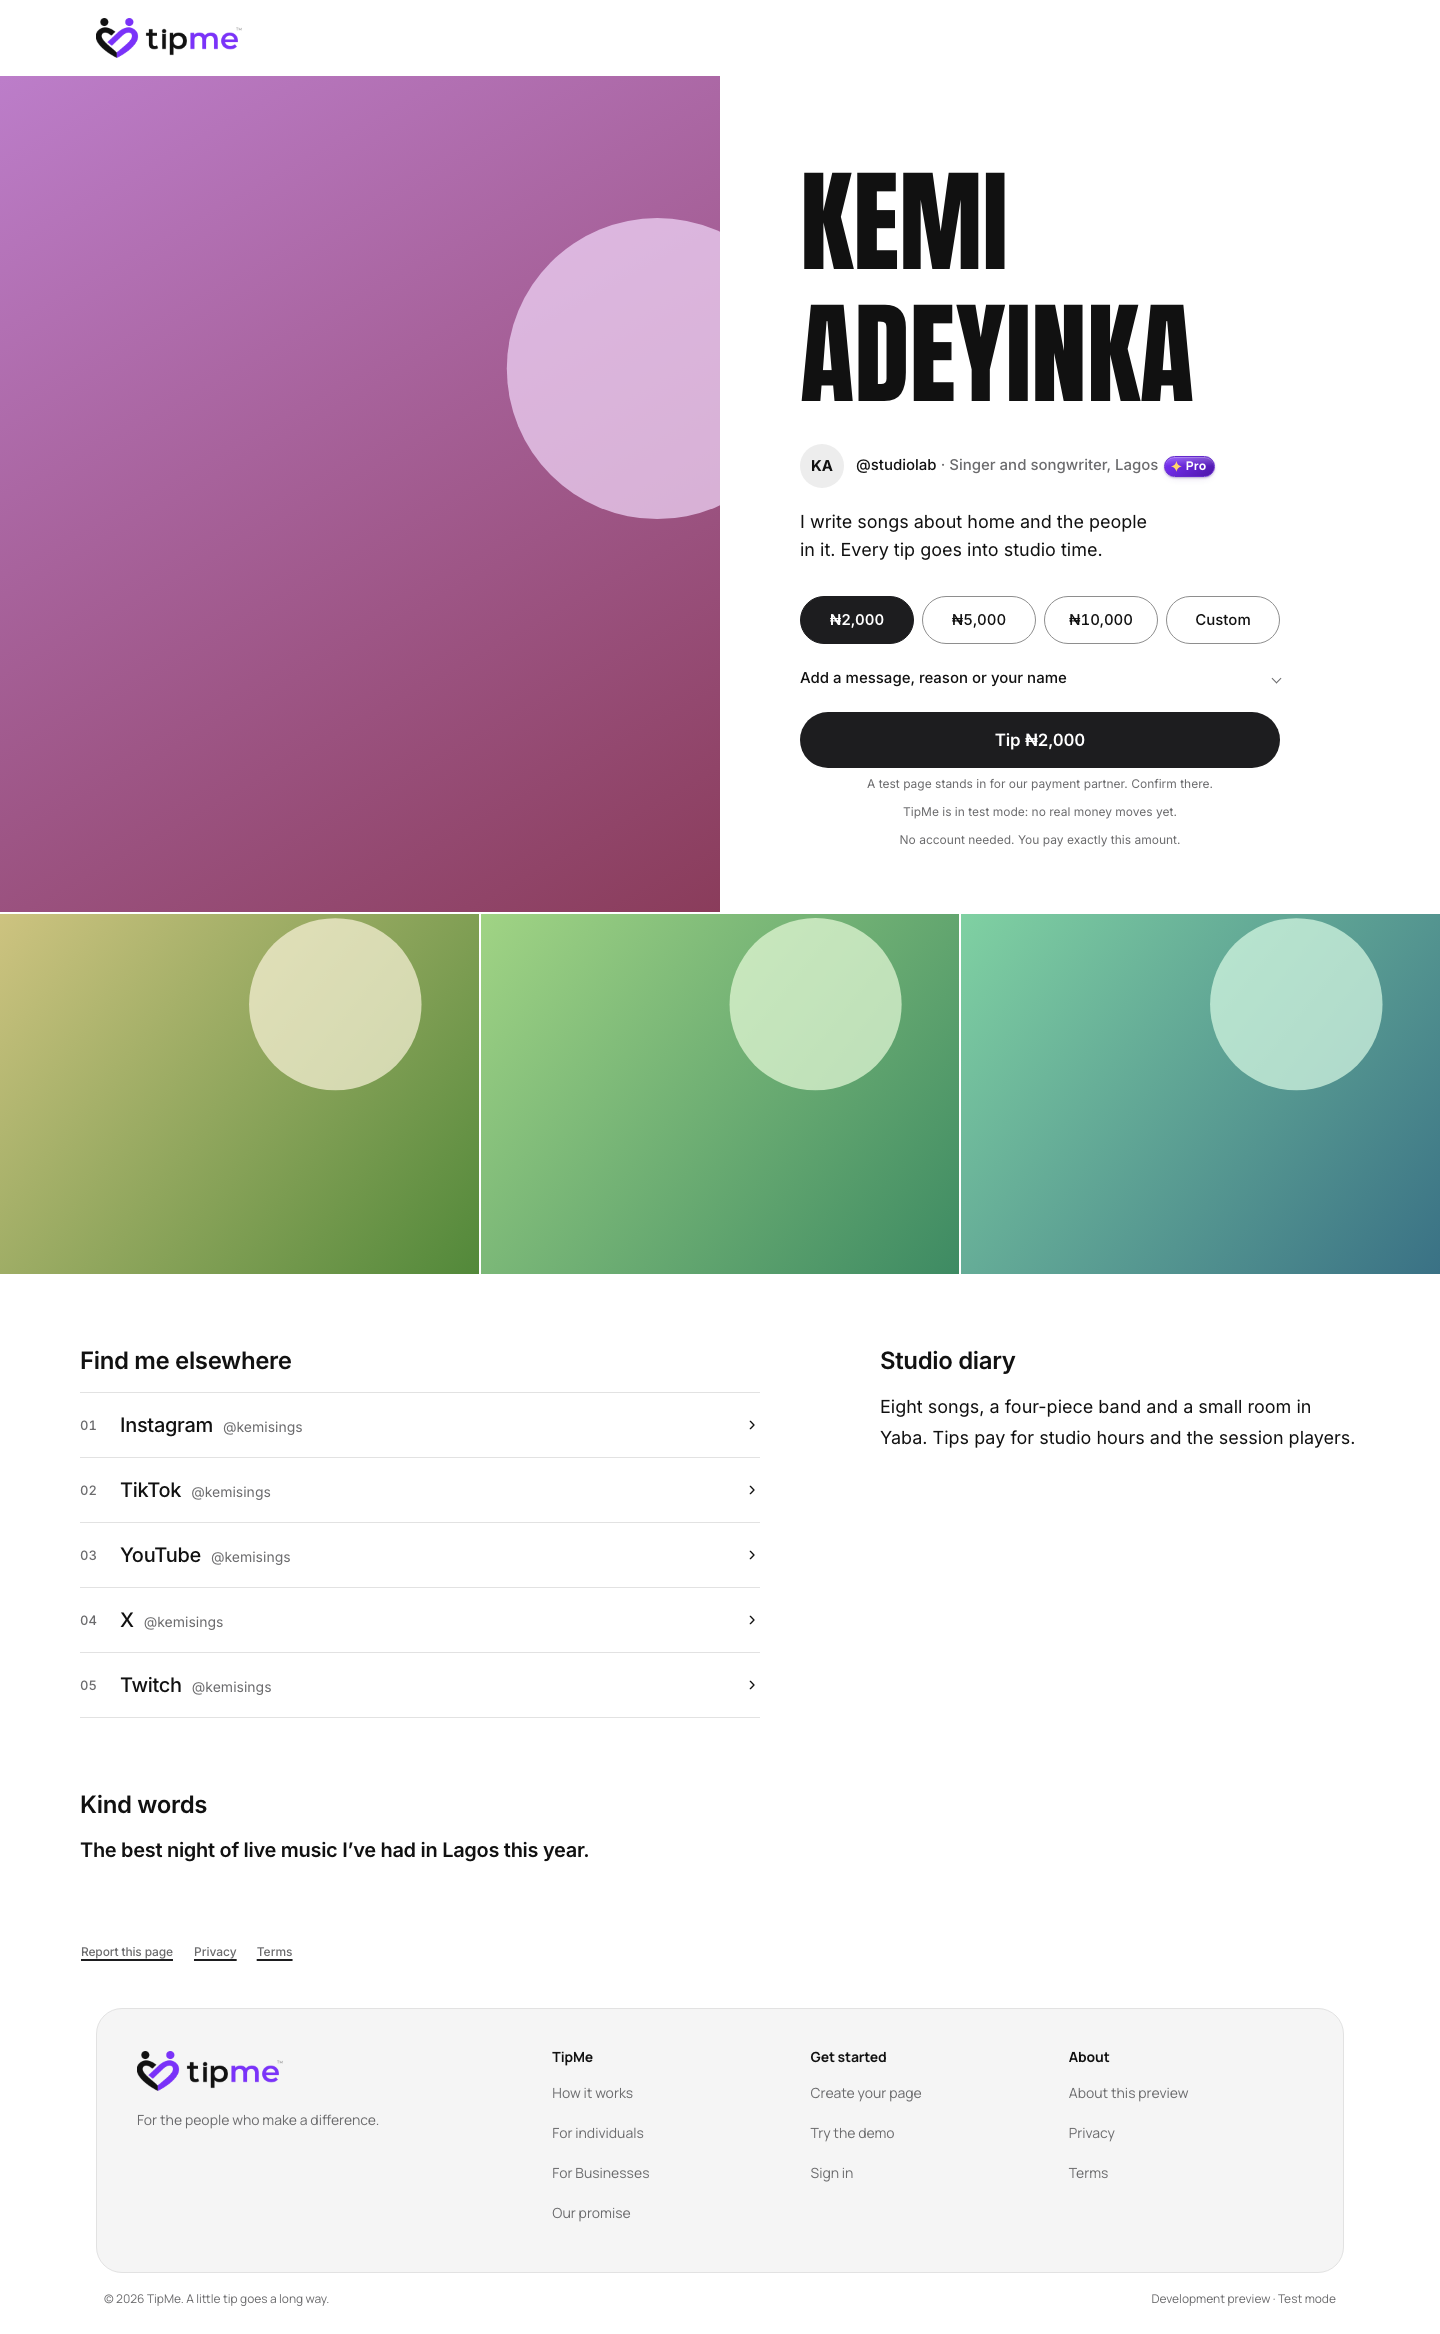 tipme™
KEMI
ADEYINKA
KA
@studiolab · Singer and songwriter, Lagos
Pro
I write songs about home and the people
in it. Every tip goes into studio time.
₦2,000
₦5,000
₦10,000
Custom
Add a message, reason or your name
Tip ₦2,000
A test page stands in for our payment partner. Confirm there.
TipMe is in test mode: no real money moves yet.
No account needed. You pay exactly this amount.
Find me elsewhere
01 Instagram @kemisings
02 TikTok @kemisings
03 YouTube @kemisings
04 X @kemisings
05 Twitch @kemisings
Studio diary
Eight songs, a four-piece band and a small room in
Yaba. Tips pay for studio hours and the session players.
Kind words
The best night of live music I’ve had in Lagos this year.
Report this page
Privacy
Terms
tipme™
For the people who make a difference.
TipMe
How it works
For individuals
For Businesses
Our promise
Get started
Create your page
Try the demo
Sign in
About
About this preview
Privacy
Terms
© 2026 TipMe. A little tip goes a long way.
Development preview · Test mode